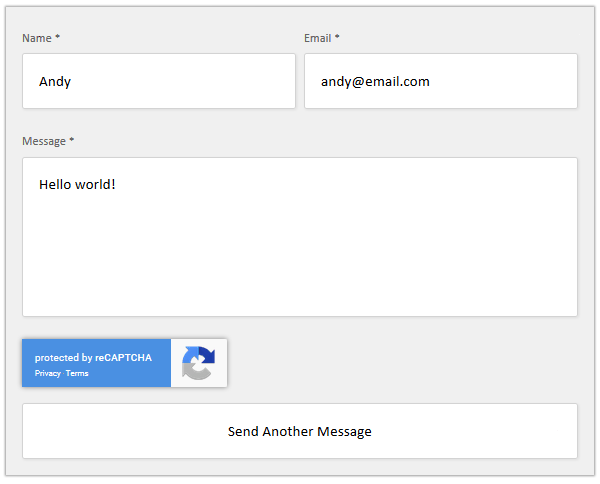 Name *
Email *
Andy
andy@email.com
Message *
Hello world!
protected by reCAPTCHA
Privacy · Terms
Send Another Message